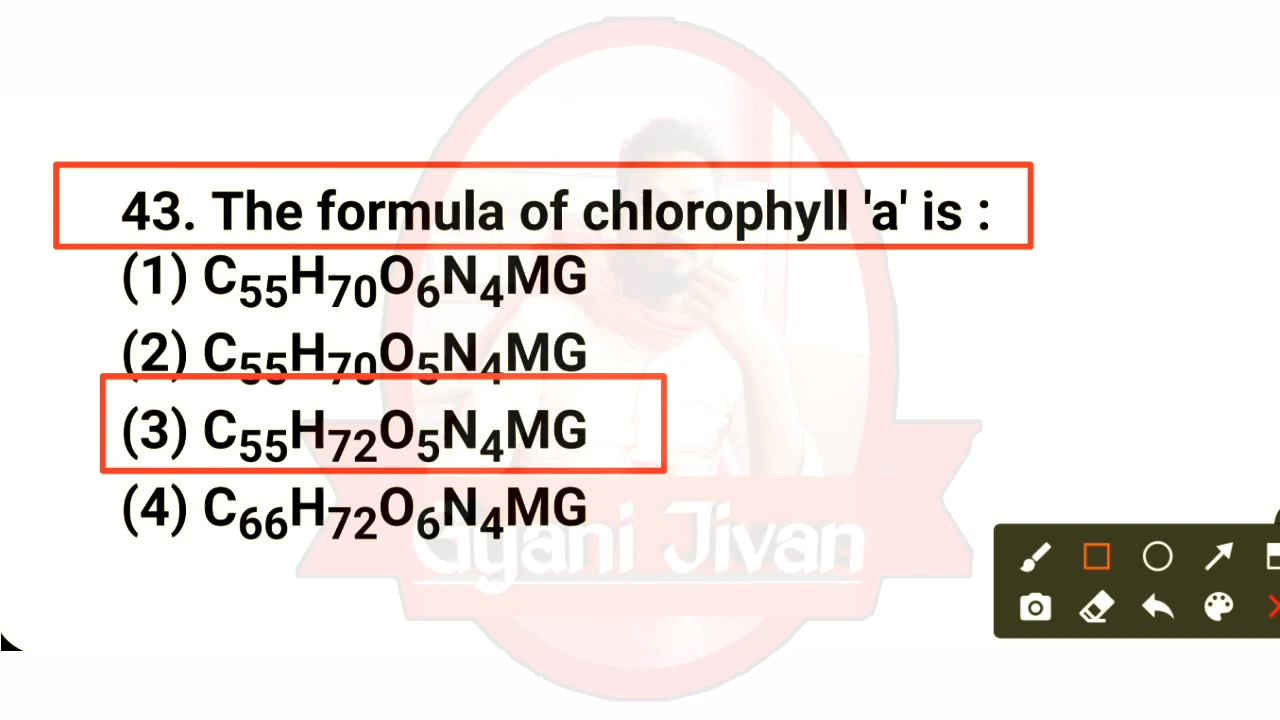 43. The formula of chlorophyll 'a' is :
(1) C₅₅H₇₀O₆N₄MG
(2) C₅₅H₇₀O₅N₄MG
(3) C₅₅H₇₂O₅N₄MG
(4) C₆₆H₇₂O₆N₄MG
Gyani Jivan